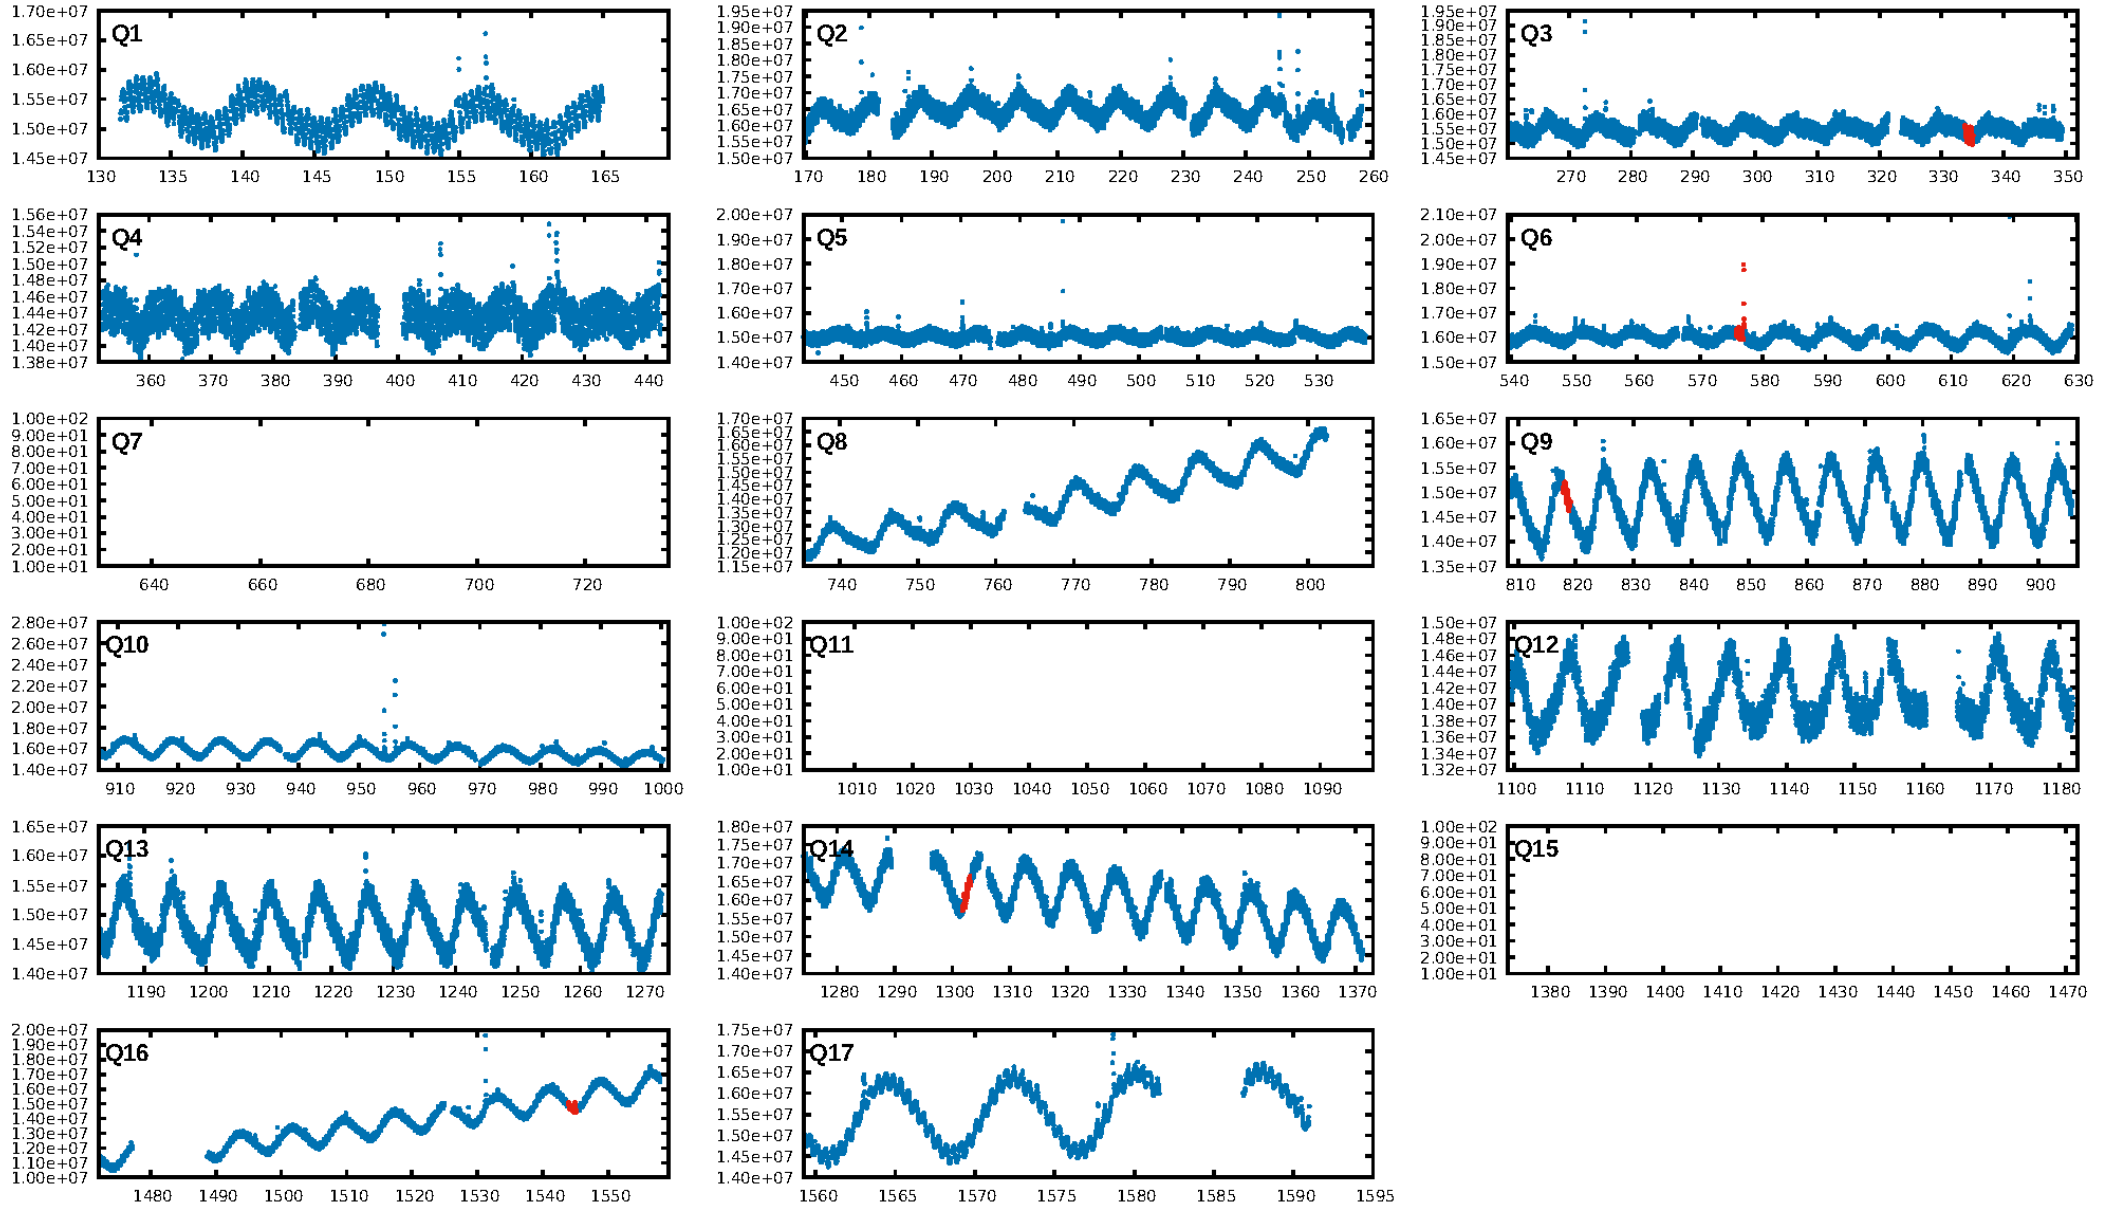 1.70e+07
1.65e+07
1.60e+07
1.55e+07
1.50e+07
1.45e+07
Q1
130 135 140 145 150 155 160 165
1.95e+07
1.90e+07
1.85e+07
1.80e+07
1.75e+07
1.70e+07
1.65e+07
1.60e+07
1.55e+07
1.50e+07
Q2
170 180 190 200 210 220 230 240 250 260
1.95e+07
1.90e+07
1.85e+07
1.80e+07
1.75e+07
1.70e+07
1.65e+07
1.60e+07
1.55e+07
1.50e+07
1.45e+07
Q3
270 280 290 300 310 320 330 340 350
1.56e+07
1.54e+07
1.52e+07
1.50e+07
1.48e+07
1.46e+07
1.44e+07
1.42e+07
1.40e+07
1.38e+07
Q4
360 370 380 390 400 410 420 430 440
2.00e+07
1.90e+07
1.80e+07
1.70e+07
1.60e+07
1.50e+07
1.40e+07
Q5
450 460 470 480 490 500 510 520 530
2.10e+07
2.00e+07
1.90e+07
1.80e+07
1.70e+07
1.60e+07
1.50e+07
Q6
540 550 560 570 580 590 600 610 620 630
1.00e+02
9.00e+01
8.00e+01
7.00e+01
6.00e+01
5.00e+01
4.00e+01
3.00e+01
2.00e+01
1.00e+01
Q7
640 660 680 700 720
1.70e+07
1.65e+07
1.60e+07
1.55e+07
1.50e+07
1.45e+07
1.40e+07
1.35e+07
1.30e+07
1.25e+07
1.20e+07
1.15e+07
Q8
740 750 760 770 780 790 800
1.65e+07
1.60e+07
1.55e+07
1.50e+07
1.45e+07
1.40e+07
1.35e+07
Q9
810 820 830 840 850 860 870 880 890 900
2.80e+07
2.60e+07
2.40e+07
2.20e+07
2.00e+07
1.80e+07
1.60e+07
1.40e+07
Q10
910 920 930 940 950 960 970 980 990 1000
1.00e+02
9.00e+01
8.00e+01
7.00e+01
6.00e+01
5.00e+01
4.00e+01
3.00e+01
2.00e+01
1.00e+01
Q11
1010 1020 1030 1040 1050 1060 1070 1080 1090
1.50e+07
1.48e+07
1.46e+07
1.44e+07
1.42e+07
1.40e+07
1.38e+07
1.36e+07
1.34e+07
1.32e+07
Q12
1100 1110 1120 1130 1140 1150 1160 1170 1180
1.65e+07
1.60e+07
1.55e+07
1.50e+07
1.45e+07
1.40e+07
Q13
1190 1200 1210 1220 1230 1240 1250 1260 1270
1.80e+07
1.75e+07
1.70e+07
1.65e+07
1.60e+07
1.55e+07
1.50e+07
1.45e+07
1.40e+07
Q14
1280 1290 1300 1310 1320 1330 1340 1350 1360 1370
1.00e+02
9.00e+01
8.00e+01
7.00e+01
6.00e+01
5.00e+01
4.00e+01
3.00e+01
2.00e+01
1.00e+01
Q15
1380 1390 1400 1410 1420 1430 1440 1450 1460 1470
2.00e+07
1.90e+07
1.80e+07
1.70e+07
1.60e+07
1.50e+07
1.40e+07
1.30e+07
1.20e+07
1.10e+07
1.00e+07
Q16
1480 1490 1500 1510 1520 1530 1540 1550
1.75e+07
1.70e+07
1.65e+07
1.60e+07
1.55e+07
1.50e+07
1.45e+07
1.40e+07
Q17
1560 1565 1570 1575 1580 1585 1590 1595